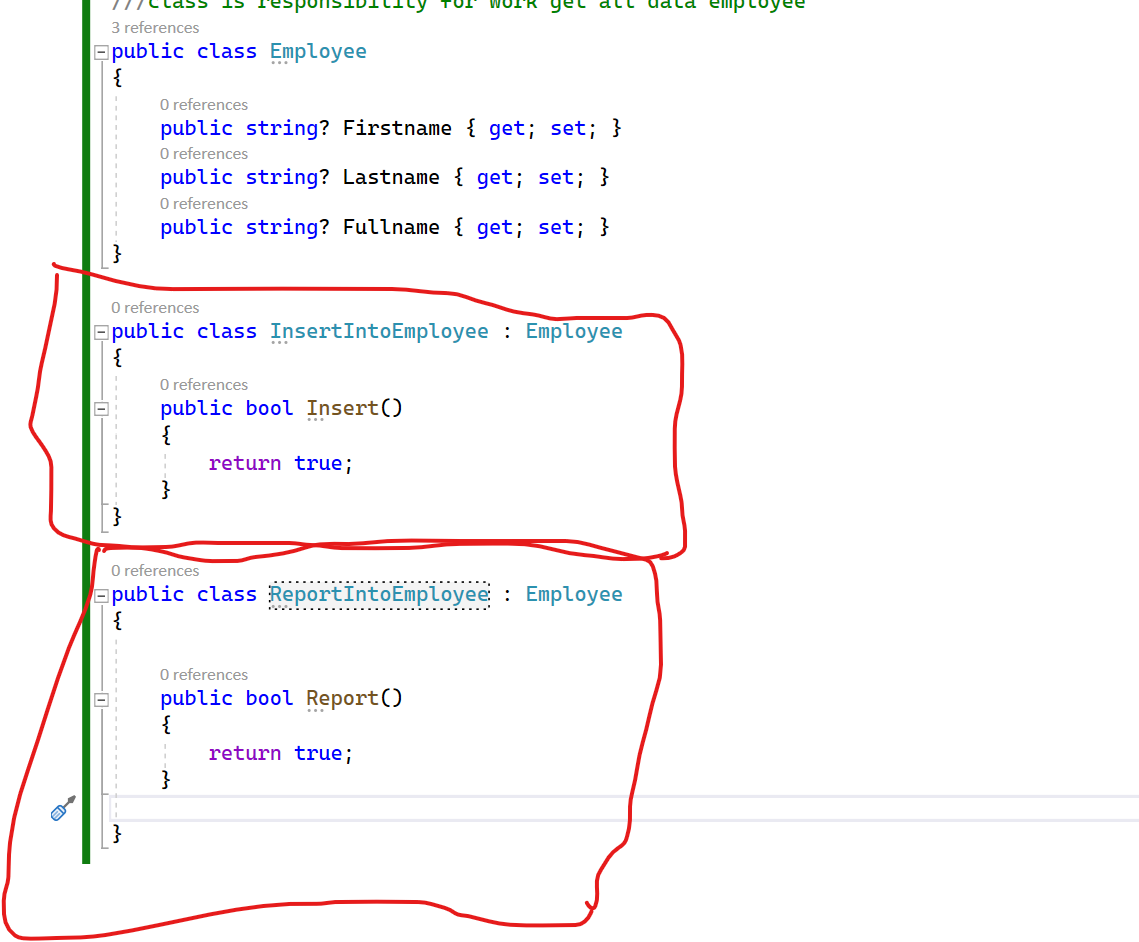 ///class is responsibility for work get all data employee
3 references
public class Employee
{
0 references
public string? Firstname { get; set; }
0 references
public string? Lastname { get; set; }
0 references
public string? Fullname { get; set; }
}
0 references
public class InsertIntoEmployee : Employee
{
0 references
public bool Insert()
{
return true;
}
}
0 references
public class ReportIntoEmployee : Employee
{
0 references
public bool Report()
{
return true;
}
}